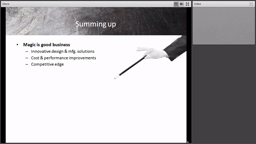 Summing up
• Magic is good business
– Innovative design & mfg. solutions
– Cost & performance improvements
– Competitive edge